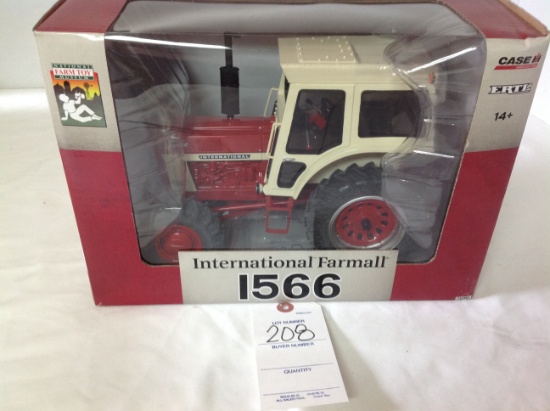 NATIONAL
FARM TOY
MUSEUM
CASE IH
ERTL
14+
INTERNATIONAL
International Farmall
1566
LOT NUMBER
208
BUYER NUMBER
QUANTITY